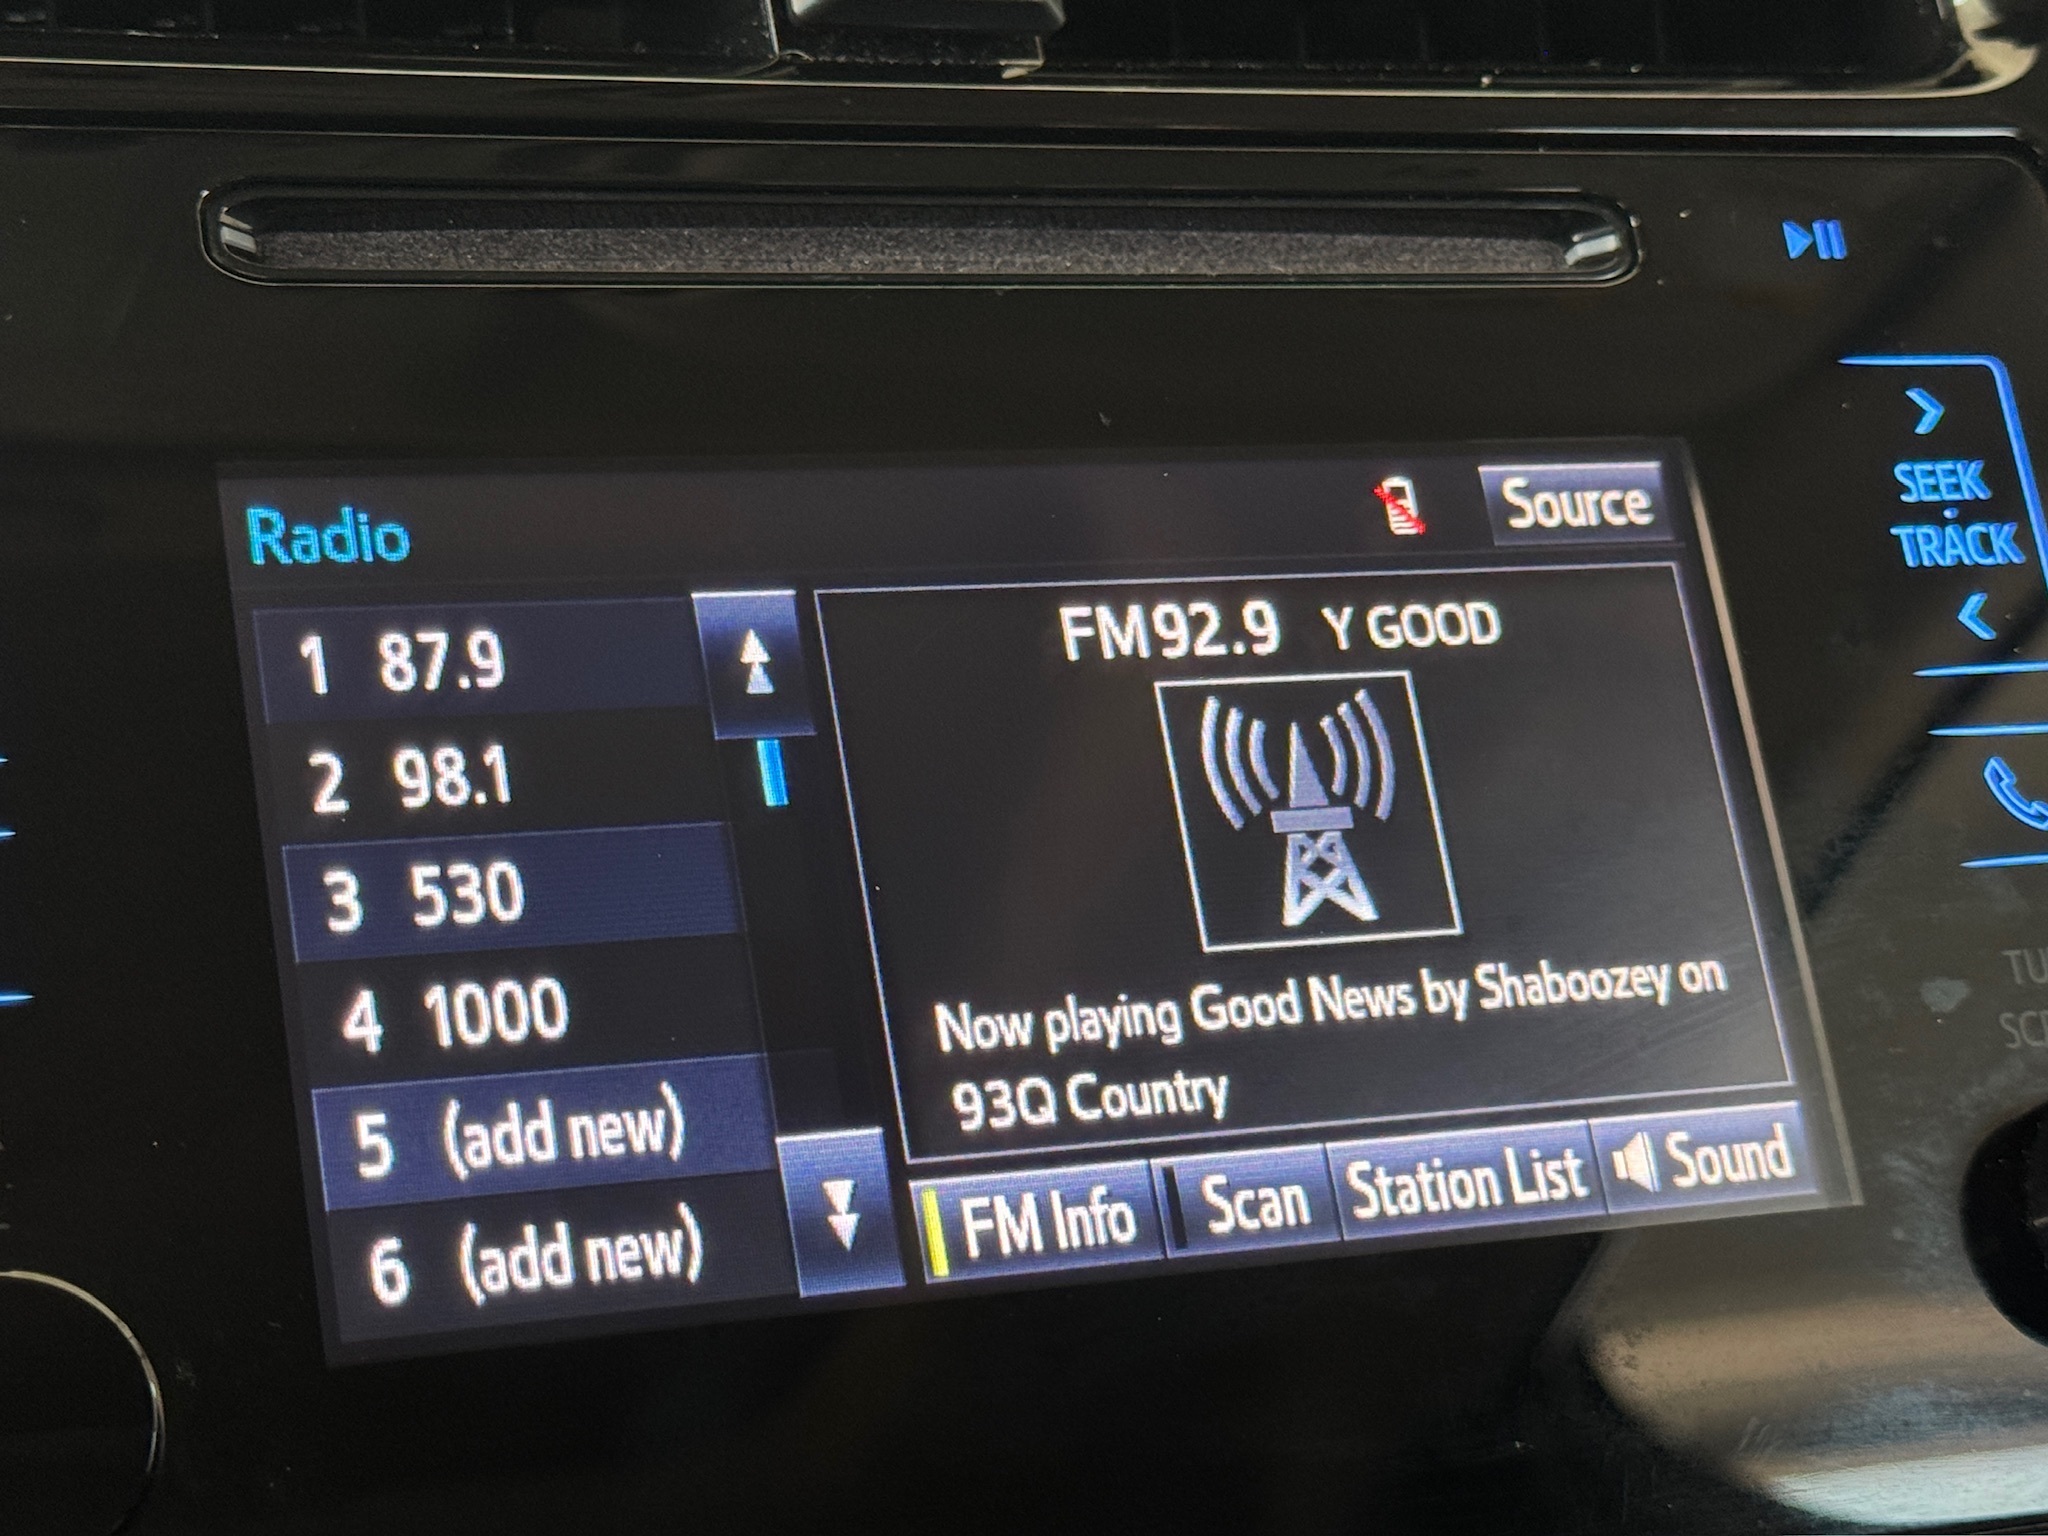 SEEK
TRACK
Radio
Source
1 87.9
2 98.1
3 530
4 1000
5 (add new)
6 (add new)
FM92.9 Y GOOD
Now playing Good News by Shaboozey on
93Q Country
FM Info
Scan
Station List
Sound